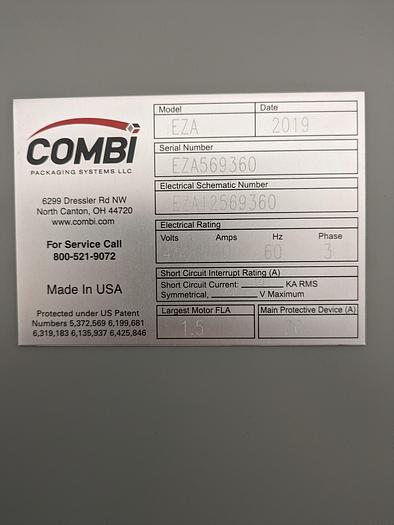 COMBI
PACKAGING SYSTEMS LLC
6299 Dressler Rd NW
North Canton, OH 44720
www.combi.com
For Service Call
800-521-9072
Made In USA
Protected under US Patent
Numbers 5,372,569 6,199,681
6,319,183 6,135,937 6,425,846
Model Date
EZA 2019
Serial Number
EZA569360
Electrical Schematic Number
EZA12569360
Electrical Rating
Volts Amps Hz Phase
60 3
Short Circuit Interrupt Rating (A)
Short Circuit Current: KA RMS
Symmetrical, V Maximum
Largest Motor FLA Main Protective Device (A)
1.5